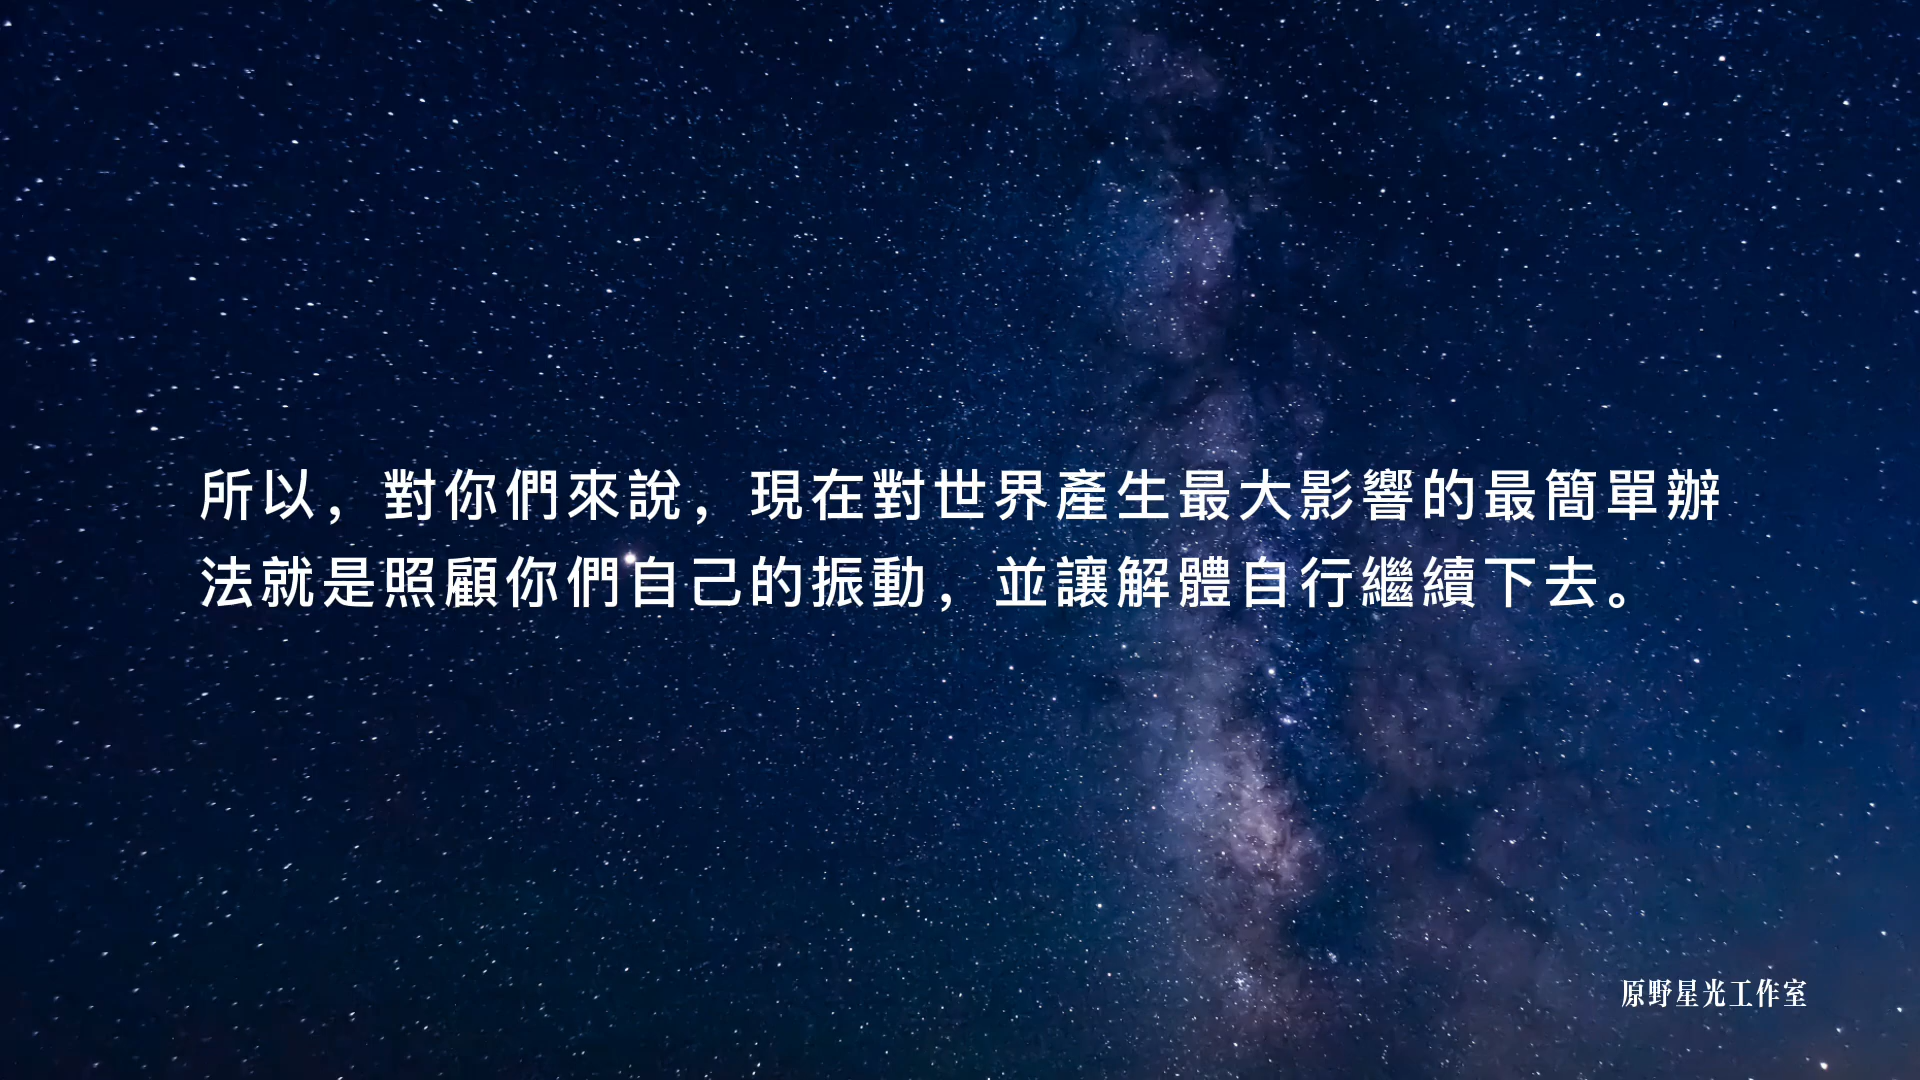 所以，對你們來說，現在對世界產生最大影響的最簡單辦
法就是照顧你們自己的振動，並讓解體自行繼續下去。
原野星光工作室